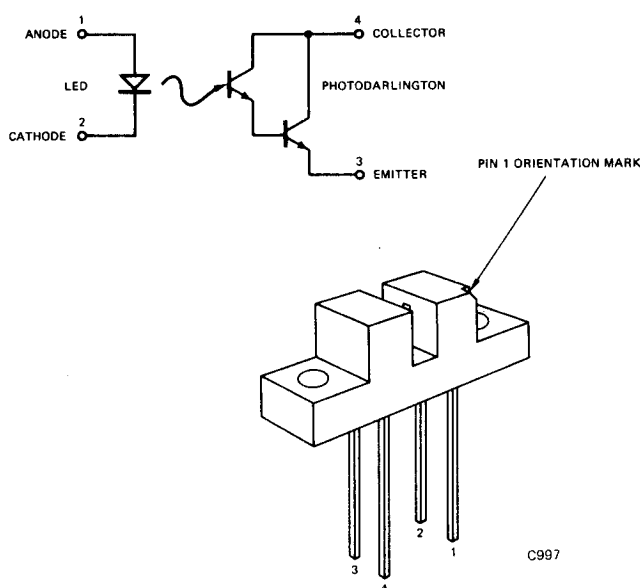 1
ANODE
LED
2
CATHODE
4
COLLECTOR
PHOTODARLINGTON
3
EMITTER
PIN 1 ORIENTATION MARK
2
1
3
4
C997